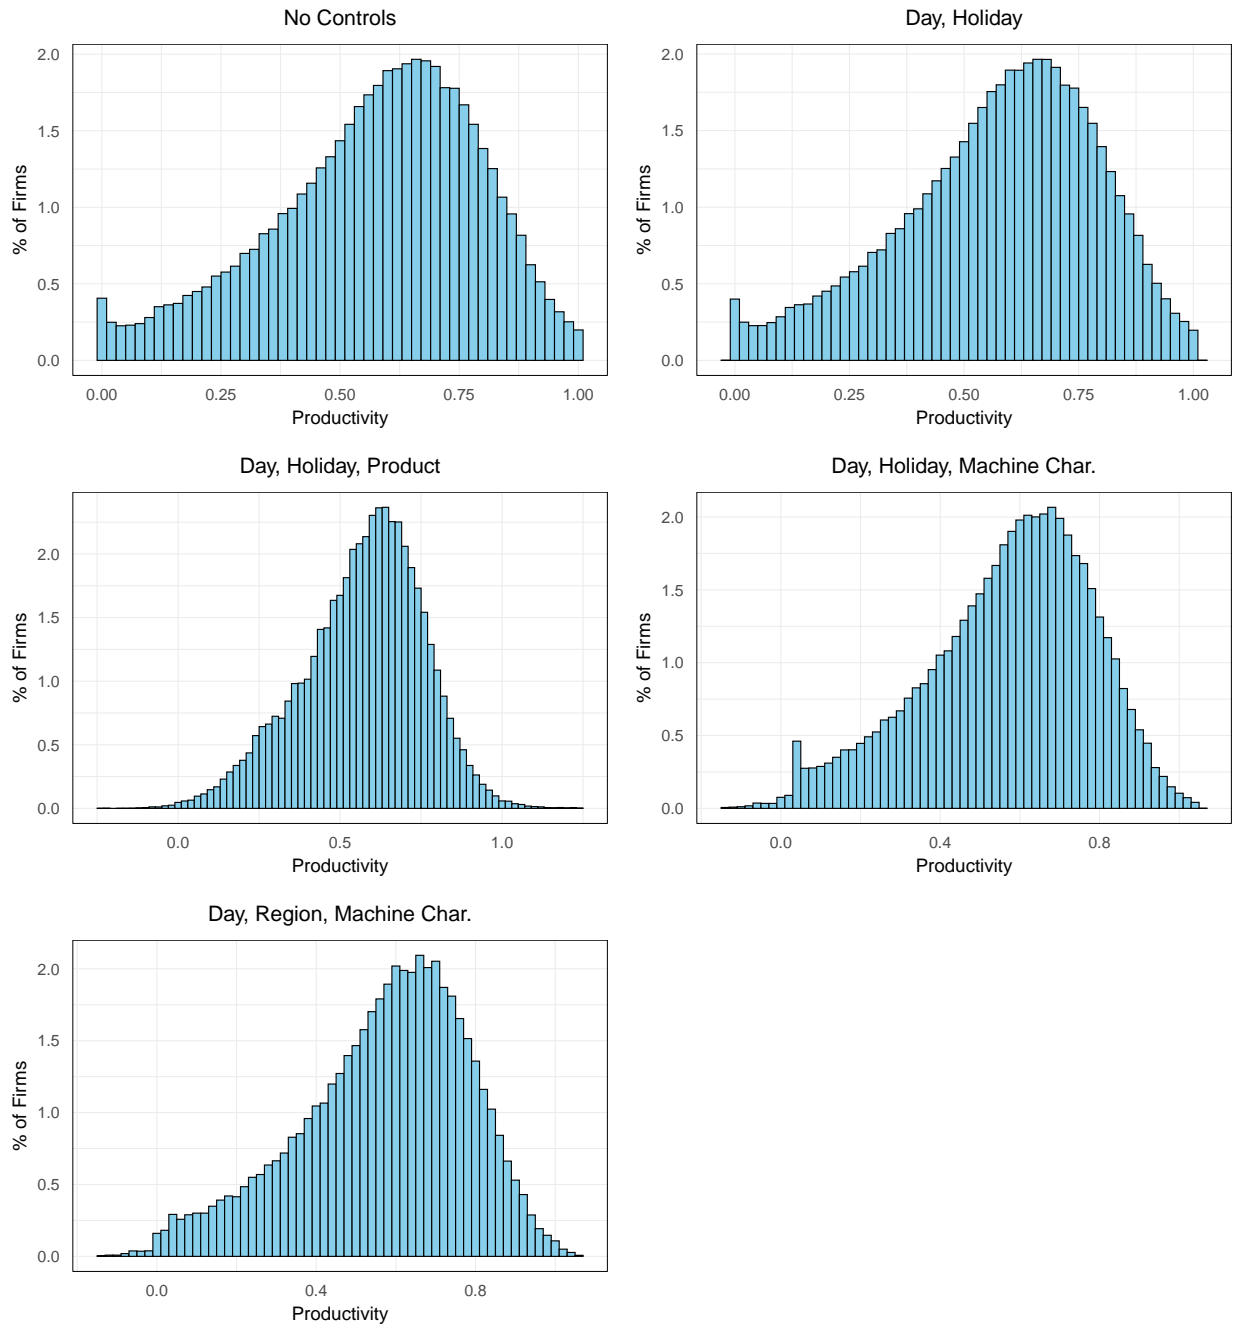 No Controls
2.0
1.5
1.0
0.5
0.0
% of Firms
0.00 0.25 0.50 0.75 1.00
Productivity
Day, Holiday
2.0
1.5
1.0
0.5
0.0
% of Firms
0.00 0.25 0.50 0.75 1.00
Productivity
Day, Holiday, Product
2.0
1.5
1.0
0.5
0.0
% of Firms
0.0 0.5 1.0
Productivity
Day, Holiday, Machine Char.
2.0
1.5
1.0
0.5
0.0
% of Firms
0.0 0.4 0.8
Productivity
Day, Region, Machine Char.
2.0
1.5
1.0
0.5
0.0
% of Firms
0.0 0.4 0.8
Productivity